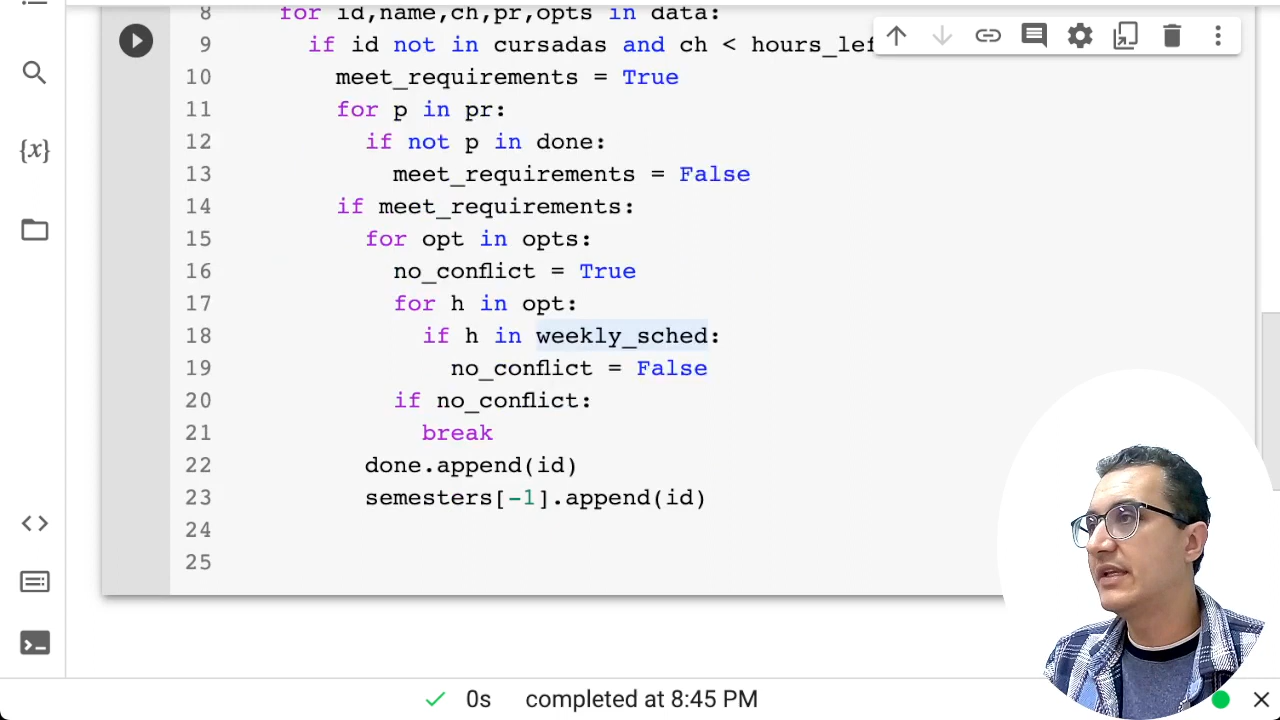 8 for id,name,ch,pr,opts in data:
9 if id not in cursadas and ch < hours_lef
10 meet_requirements = True
11 for p in pr:
12 if not p in done:
13 meet_requirements = False
14 if meet_requirements:
15 for opt in opts:
16 no_conflict = True
17 for h in opt:
18 if h in weekly_sched:
19 no_conflict = False
20 if no_conflict:
21 break
22 done.append(id)
23 semesters[-1].append(id)
24
25
{x}
0s completed at 8:45 PM